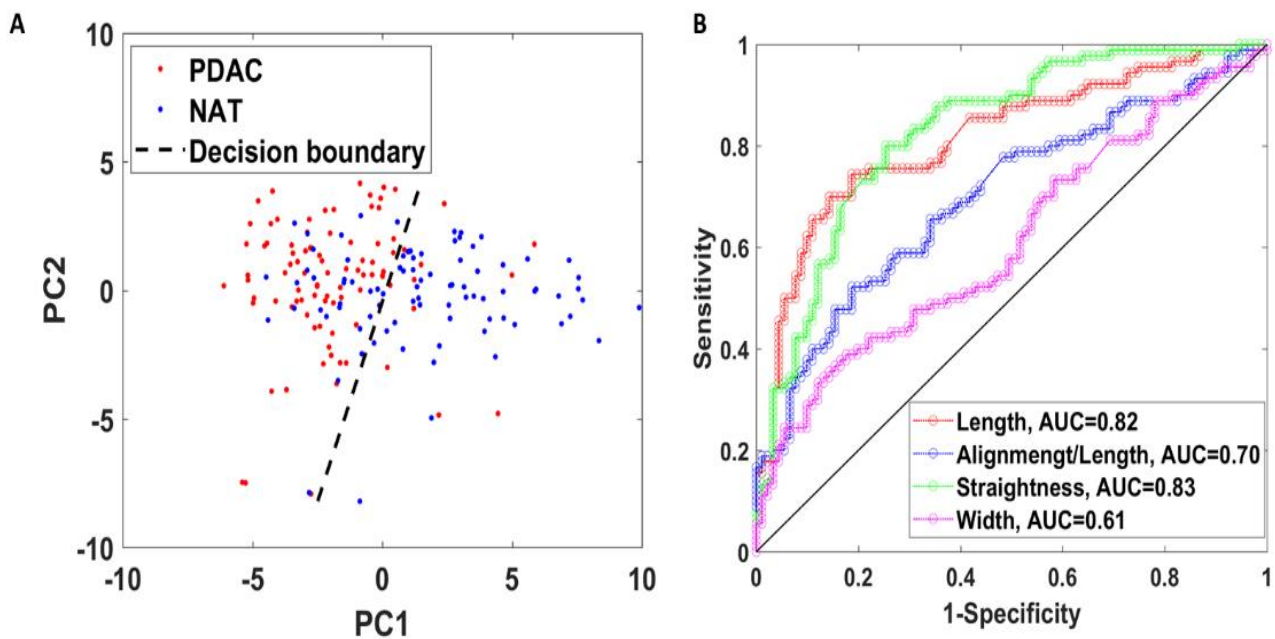 A
10
PDAC
NAT
Decision boundary
5
PC2
0
-5
-10
-10
-5
0
5
10
PC1
B
1
0.8
0.6
Sensitivity
0.4
0.2
0
Length, AUC=0.82
Alignmengt/Length, AUC=0.70
Straightness, AUC=0.83
Width, AUC=0.61
0
0.2
0.4
0.6
0.8
1
1-Specificity